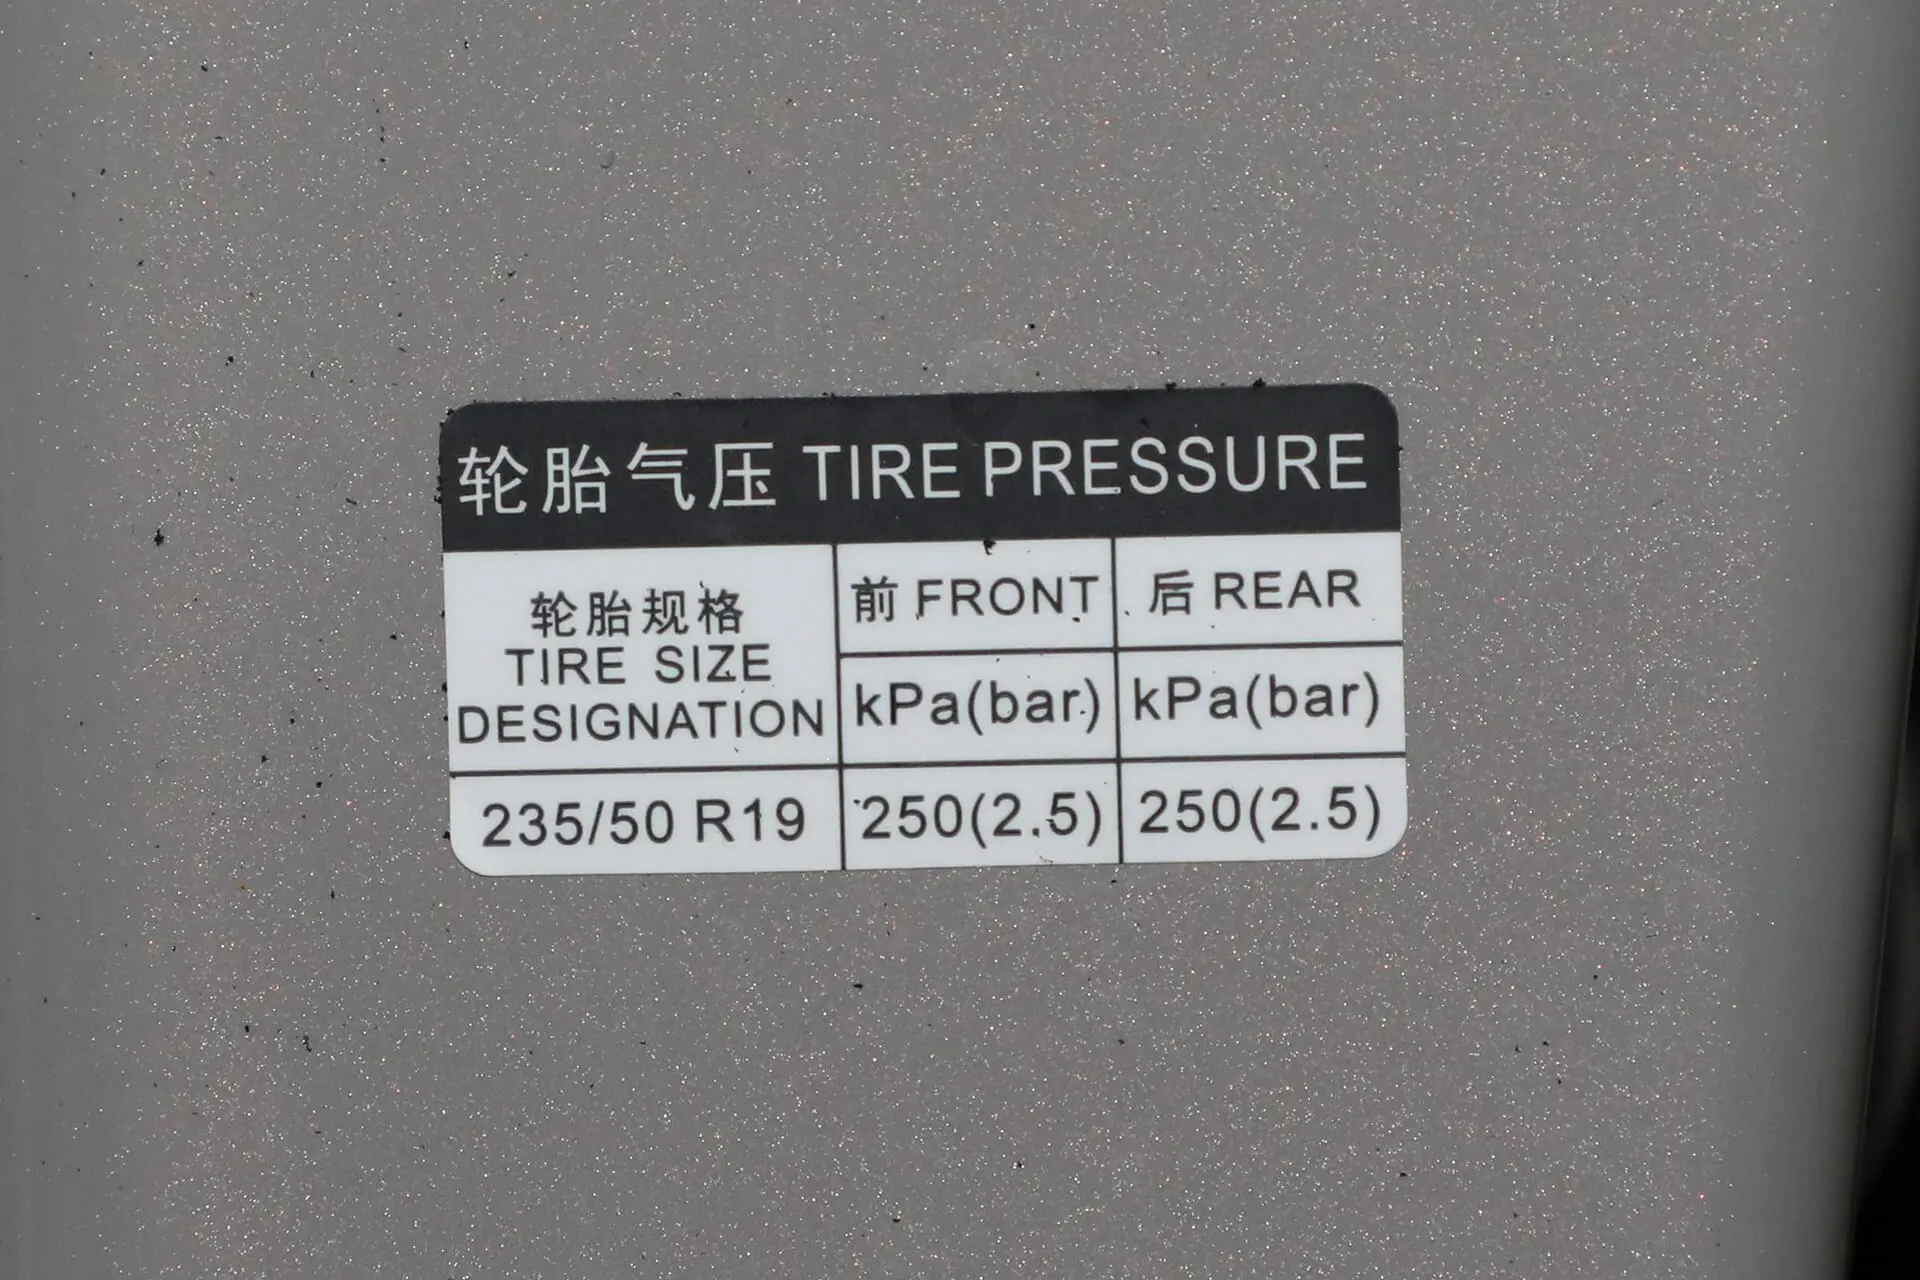 轮胎气压 TIRE PRESSURE
轮胎规格
TIRE SIZE
DESIGNATION
前 FRONT
后 REAR
kPa(bar)
kPa(bar)
235/50 R19
250(2.5)
250(2.5)